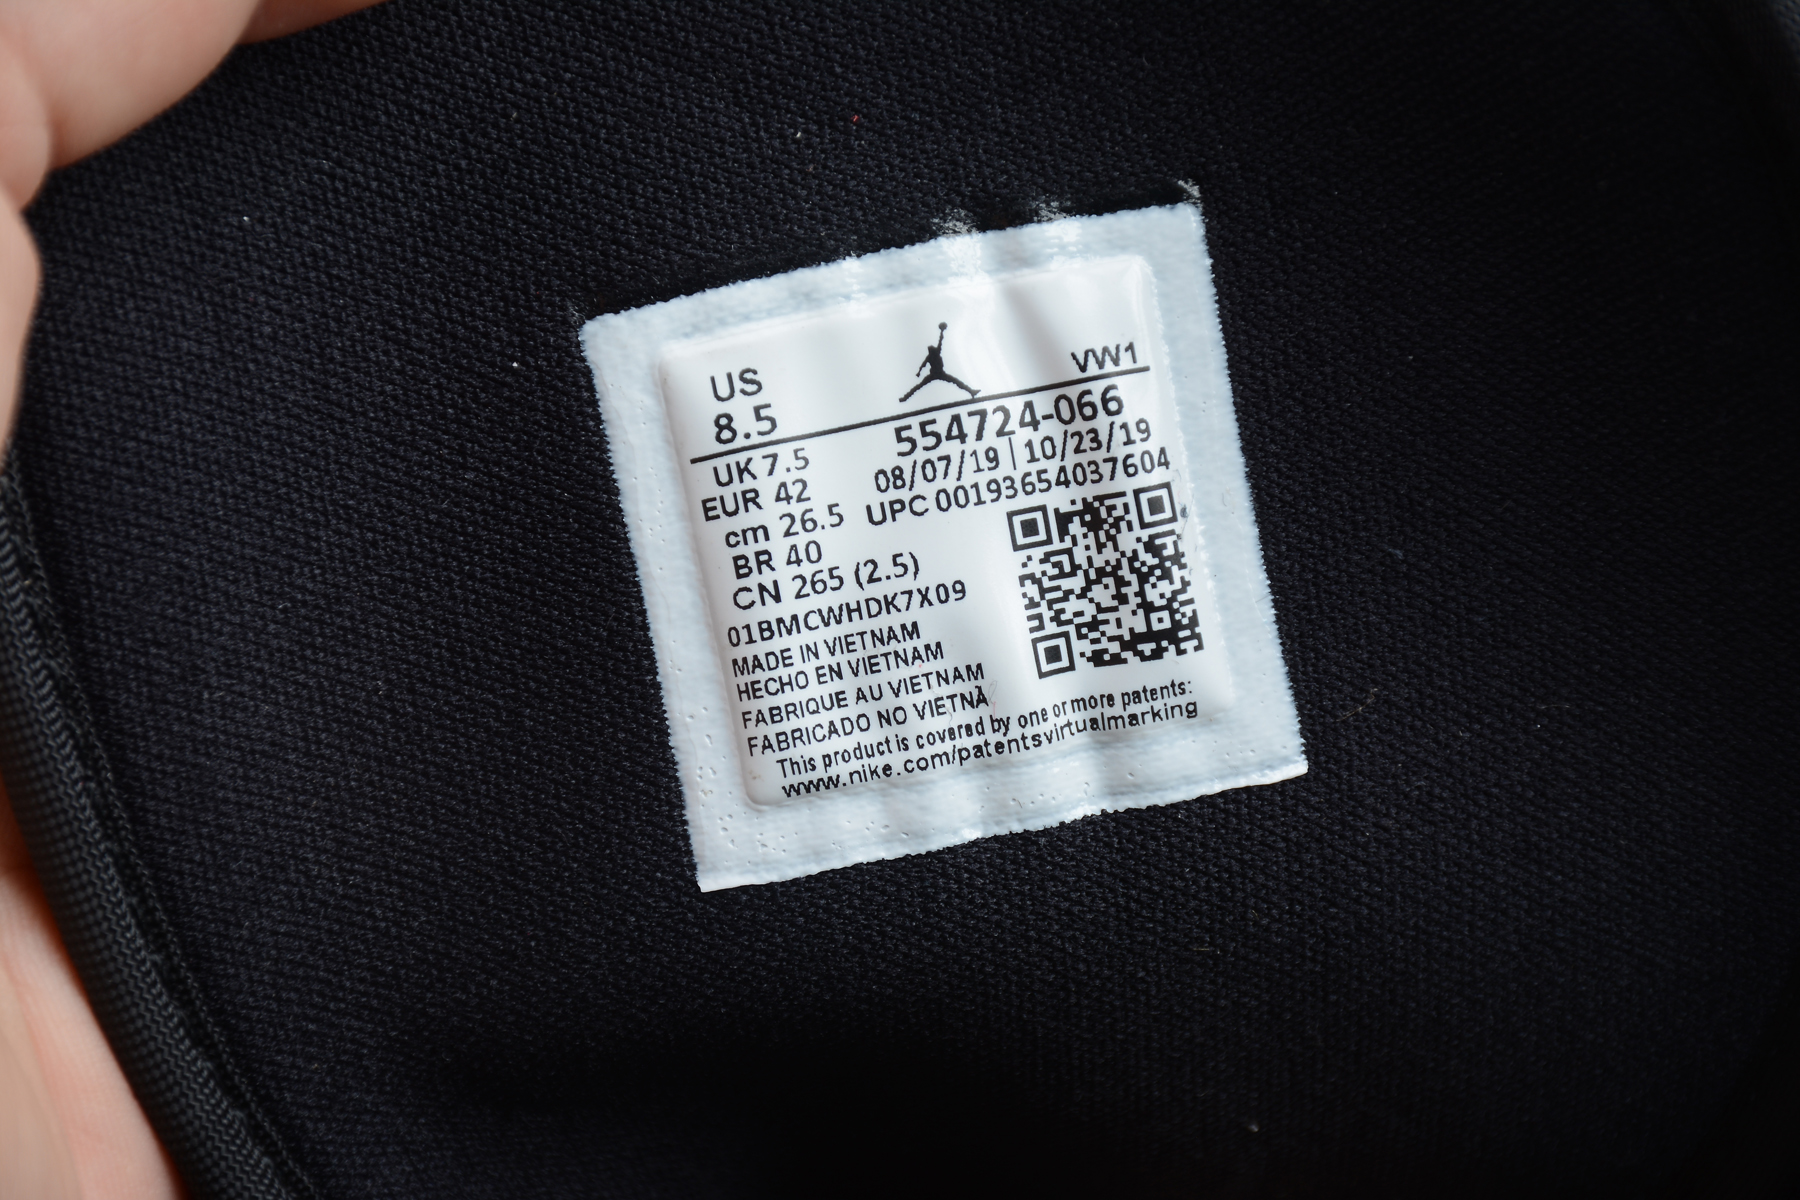 US
8.5
VW1
554724-066
08/07/19 | 10/23/19
UPC 00193654037604
UK 7.5
EUR 42
cm 26.5
BR 40
CN 265 (2.5)
01BMCWHDK7X09
MADE IN VIETNAM
HECHO EN VIETNAM
FABRIQUE AU VIETNAM
FABRICADO NO VIETNÃ
This product is covered by one or more patents:
www.nike.com/patentsvirtualmarking